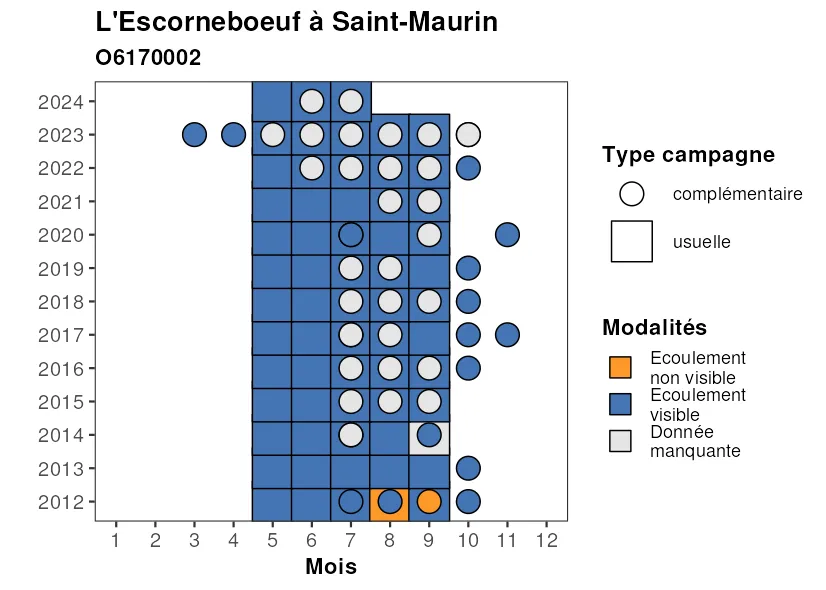 L'Escorneboeuf à Saint-Maurin
O6170002
2024
2023
2022
2021
2020
2019
2018
2017
2016
2015
2014
2013
2012
1 2 3 4 5 6 7 8 9 10 11 12
Mois
Type campagne
complémentaire
usuelle
Modalités
Ecoulement
non visible
Ecoulement
visible
Donnée
manquante